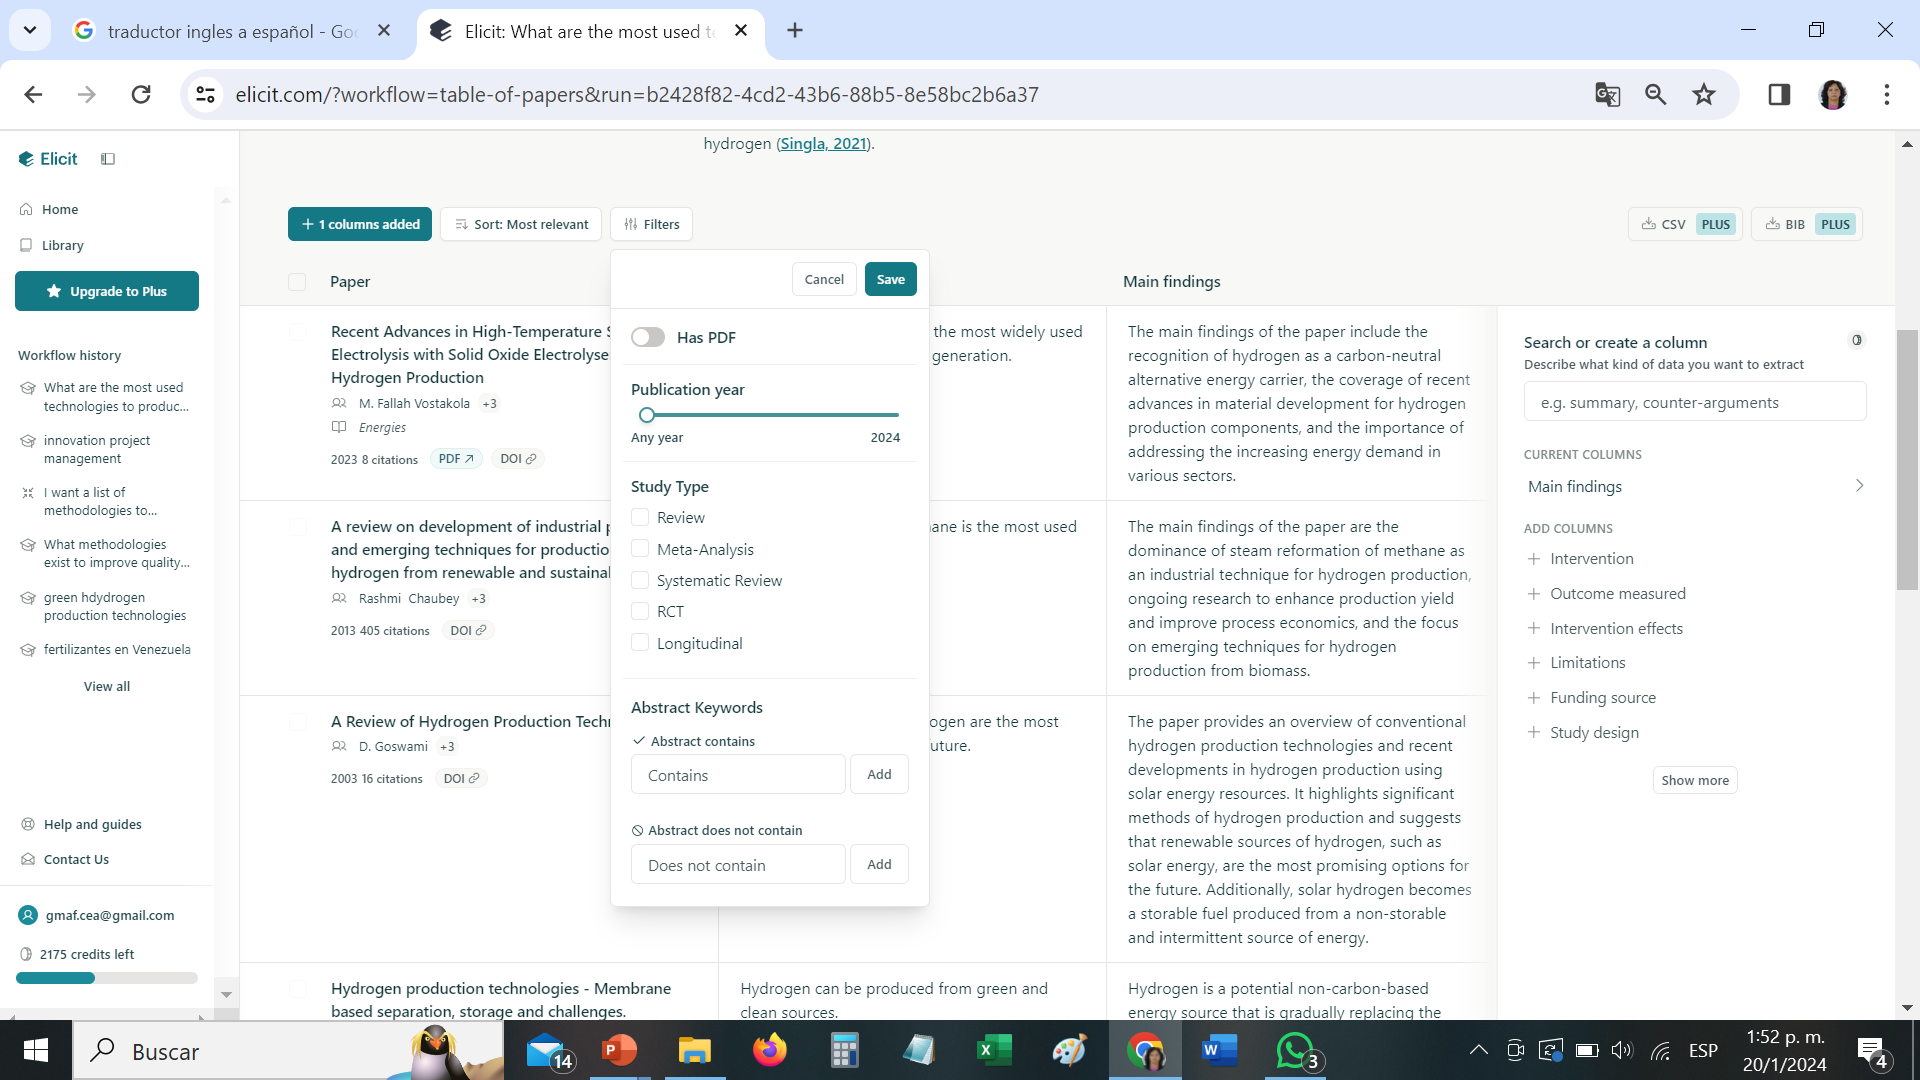 traductor ingles a español - Go
Elicit: What are the most used t
elicit.com/?workflow=table-of-papers&run=b2428f82-4cd2-43b6-88b5-8e58bc2b6a37
Elicit
Home
Library
Upgrade to Plus
Workflow history
What are the most used
technologies to produc...
innovation project
management
I want a list of
methodologies to...
What methodologies
exist to improve quality...
green hdydrogen
production technologies
fertilizantes en Venezuela
View all
Help and guides
Contact Us
gmaf.cea@gmail.com
2175 credits left
hydrogen (Singla, 2021).
+ 1 columns added
Sort: Most relevant
Filters
CSV PLUS
BIB PLUS
Paper
Main findings
Recent Advances in High-Temperature S
Electrolysis with Solid Oxide Electrolyse
Hydrogen Production
M. Fallah Vostakola +3
Energies
2023 8 citations PDF DOI
the most widely used
generation.
The main findings of the paper include the
recognition of hydrogen as a carbon-neutral
alternative energy carrier, the coverage of recent
advances in material development for hydrogen
production components, and the importance of
addressing the increasing energy demand in
various sectors.
A review on development of industrial p
and emerging techniques for productio
hydrogen from renewable and sustainal
Rashmi Chaubey +3
2013 405 citations DOI
ane is the most used
The main findings of the paper are the
dominance of steam reformation of methane as
an industrial technique for hydrogen production,
ongoing research to enhance production yield
and improve process economics, and the focus
on emerging techniques for hydrogen
production from biomass.
A Review of Hydrogen Production Techr
D. Goswami +3
2003 16 citations DOI
ogen are the most
uture.
The paper provides an overview of conventional
hydrogen production technologies and recent
developments in hydrogen production using
solar energy resources. It highlights significant
methods of hydrogen production and suggests
that renewable sources of hydrogen, such as
solar energy, are the most promising options for
the future. Additionally, solar hydrogen becomes
a storable fuel produced from a non-storable
and intermittent source of energy.
Hydrogen production technologies - Membrane
based separation, storage and challenges.
Hydrogen can be produced from green and
clean sources.
Hydrogen is a potential non-carbon-based
energy source that is gradually replacing the
Cancel
Save
Has PDF
Publication year
Any year
2024
Study Type
Review
Meta-Analysis
Systematic Review
RCT
Longitudinal
Abstract Keywords
Abstract contains
Contains
Add
Abstract does not contain
Does not contain
Add
Search or create a column
Describe what kind of data you want to extract
e.g. summary, counter-arguments
CURRENT COLUMNS
Main findings
ADD COLUMNS
+ Intervention
+ Outcome measured
+ Intervention effects
+ Limitations
+ Funding source
+ Study design
Show more
Buscar
14
3
ESP
1:52 p. m.
20/1/2024
4